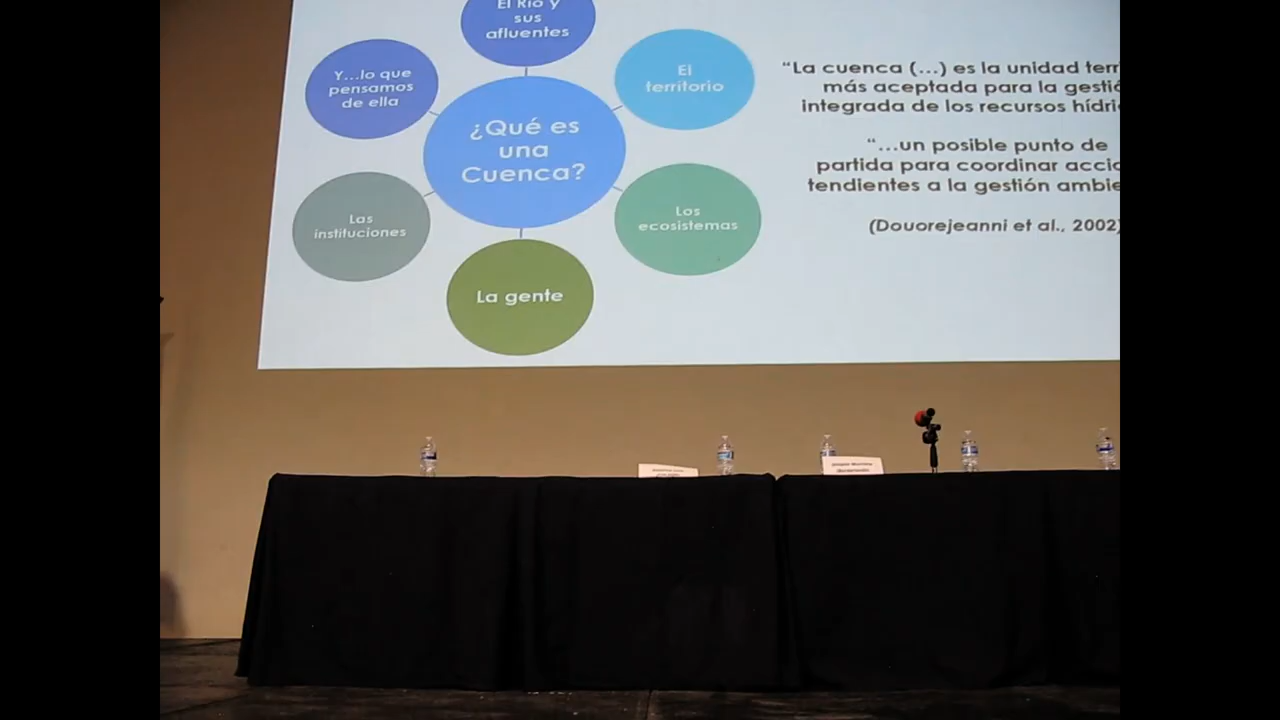 El Río y
sus
afluentes
Y...lo que
pensamos
de ella
El
territorio
¿Qué es
una
Cuenca?
Las
instituciones
Los
ecosistemas
La gente
“La cuenca (...) es la unidad terr
más aceptada para la gestió
integrada de los recursos hídri
“...un posible punto de
partida para coordinar accio
tendientes a la gestión ambie
(Douorejeanni et al., 2002)